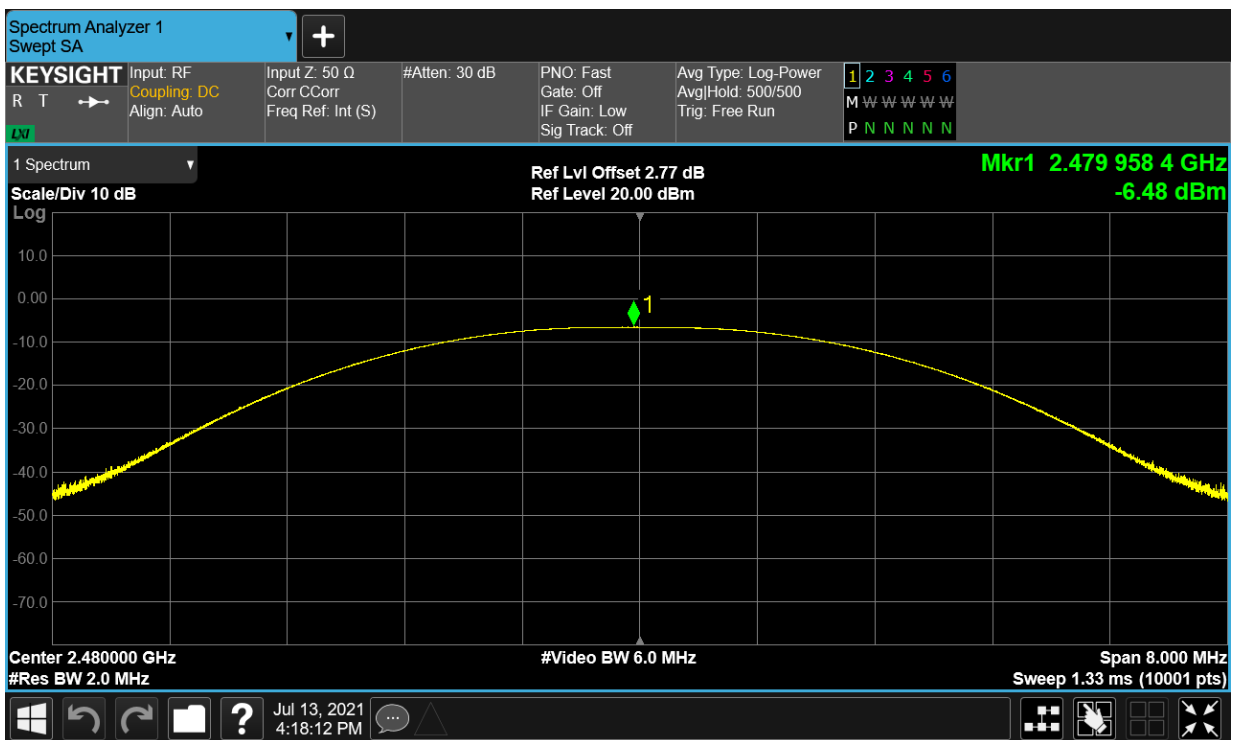 Spectrum Analyzer 1
Swept SA
KEYSIGHT
R T
LXI
Input: RF
Coupling: DC
Align: Auto
Input Z: 50 Ω
Corr CCorr
Freq Ref: Int (S)
#Atten: 30 dB
PNO: Fast
Gate: Off
IF Gain: Low
Sig Track: Off
Avg Type: Log-Power
Avg|Hold: 500/500
Trig: Free Run
1 2 3 4 5 6
M W W W W W
P N N N N N
1 Spectrum
Scale/Div 10 dB
Ref Lvl Offset 2.77 dB
Ref Level 20.00 dBm
Mkr1 2.479 958 4 GHz
-6.48 dBm
Log
10.0
0.00
1
-10.0
-20.0
-30.0
-40.0
-50.0
-60.0
-70.0
Center 2.480000 GHz
#Res BW 2.0 MHz
#Video BW 6.0 MHz
Span 8.000 MHz
Sweep 1.33 ms (10001 pts)
?
Jul 13, 2021
4:18:12 PM